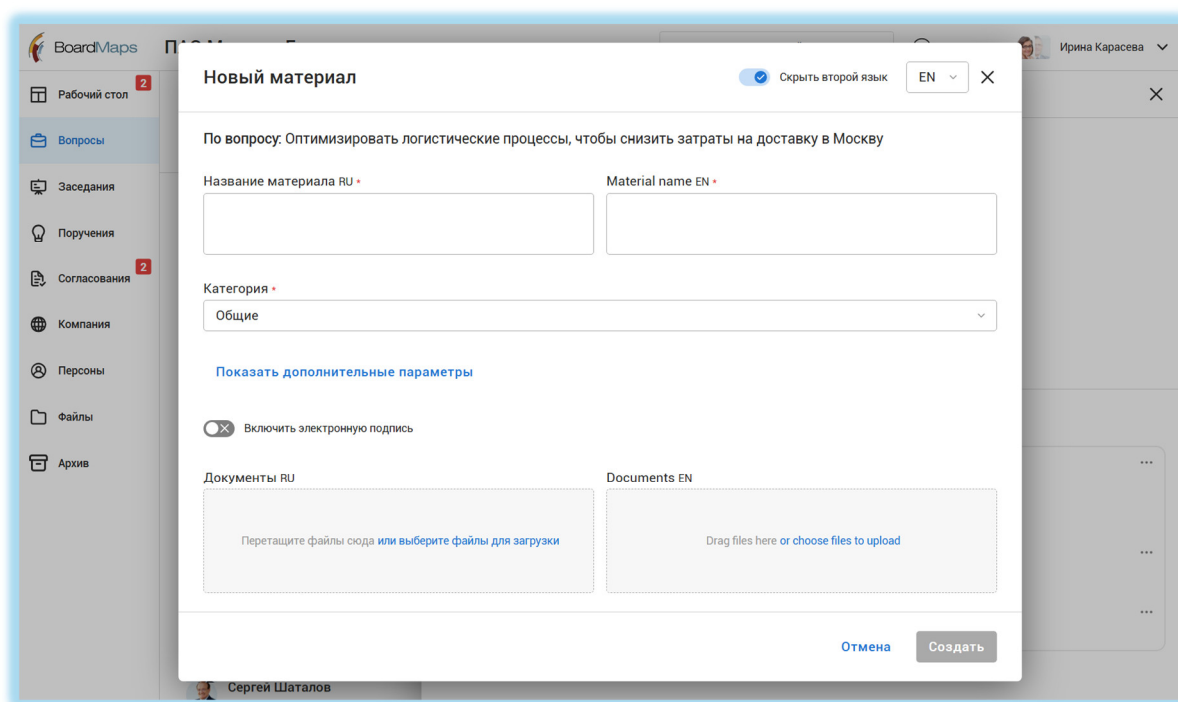 BoardMaps
Ирина Карасева
Новый материал
Скрыть второй язык
EN
Рабочий стол
2
Вопросы
Заседания
Поручения
Согласования
2
Компания
Персоны
Файлы
Архив
По вопросу: Оптимизировать логистические процессы, чтобы снизить затраты на доставку в Москву
Название материала RU *
Material name EN *
Категория *
Общие
Показать дополнительные параметры
Включить электронную подпись
Документы RU
Documents EN
Перетащите файлы сюда или выберите файлы для загрузки
Drag files here or choose files to upload
Отмена
Создать
Сергей Шаталов